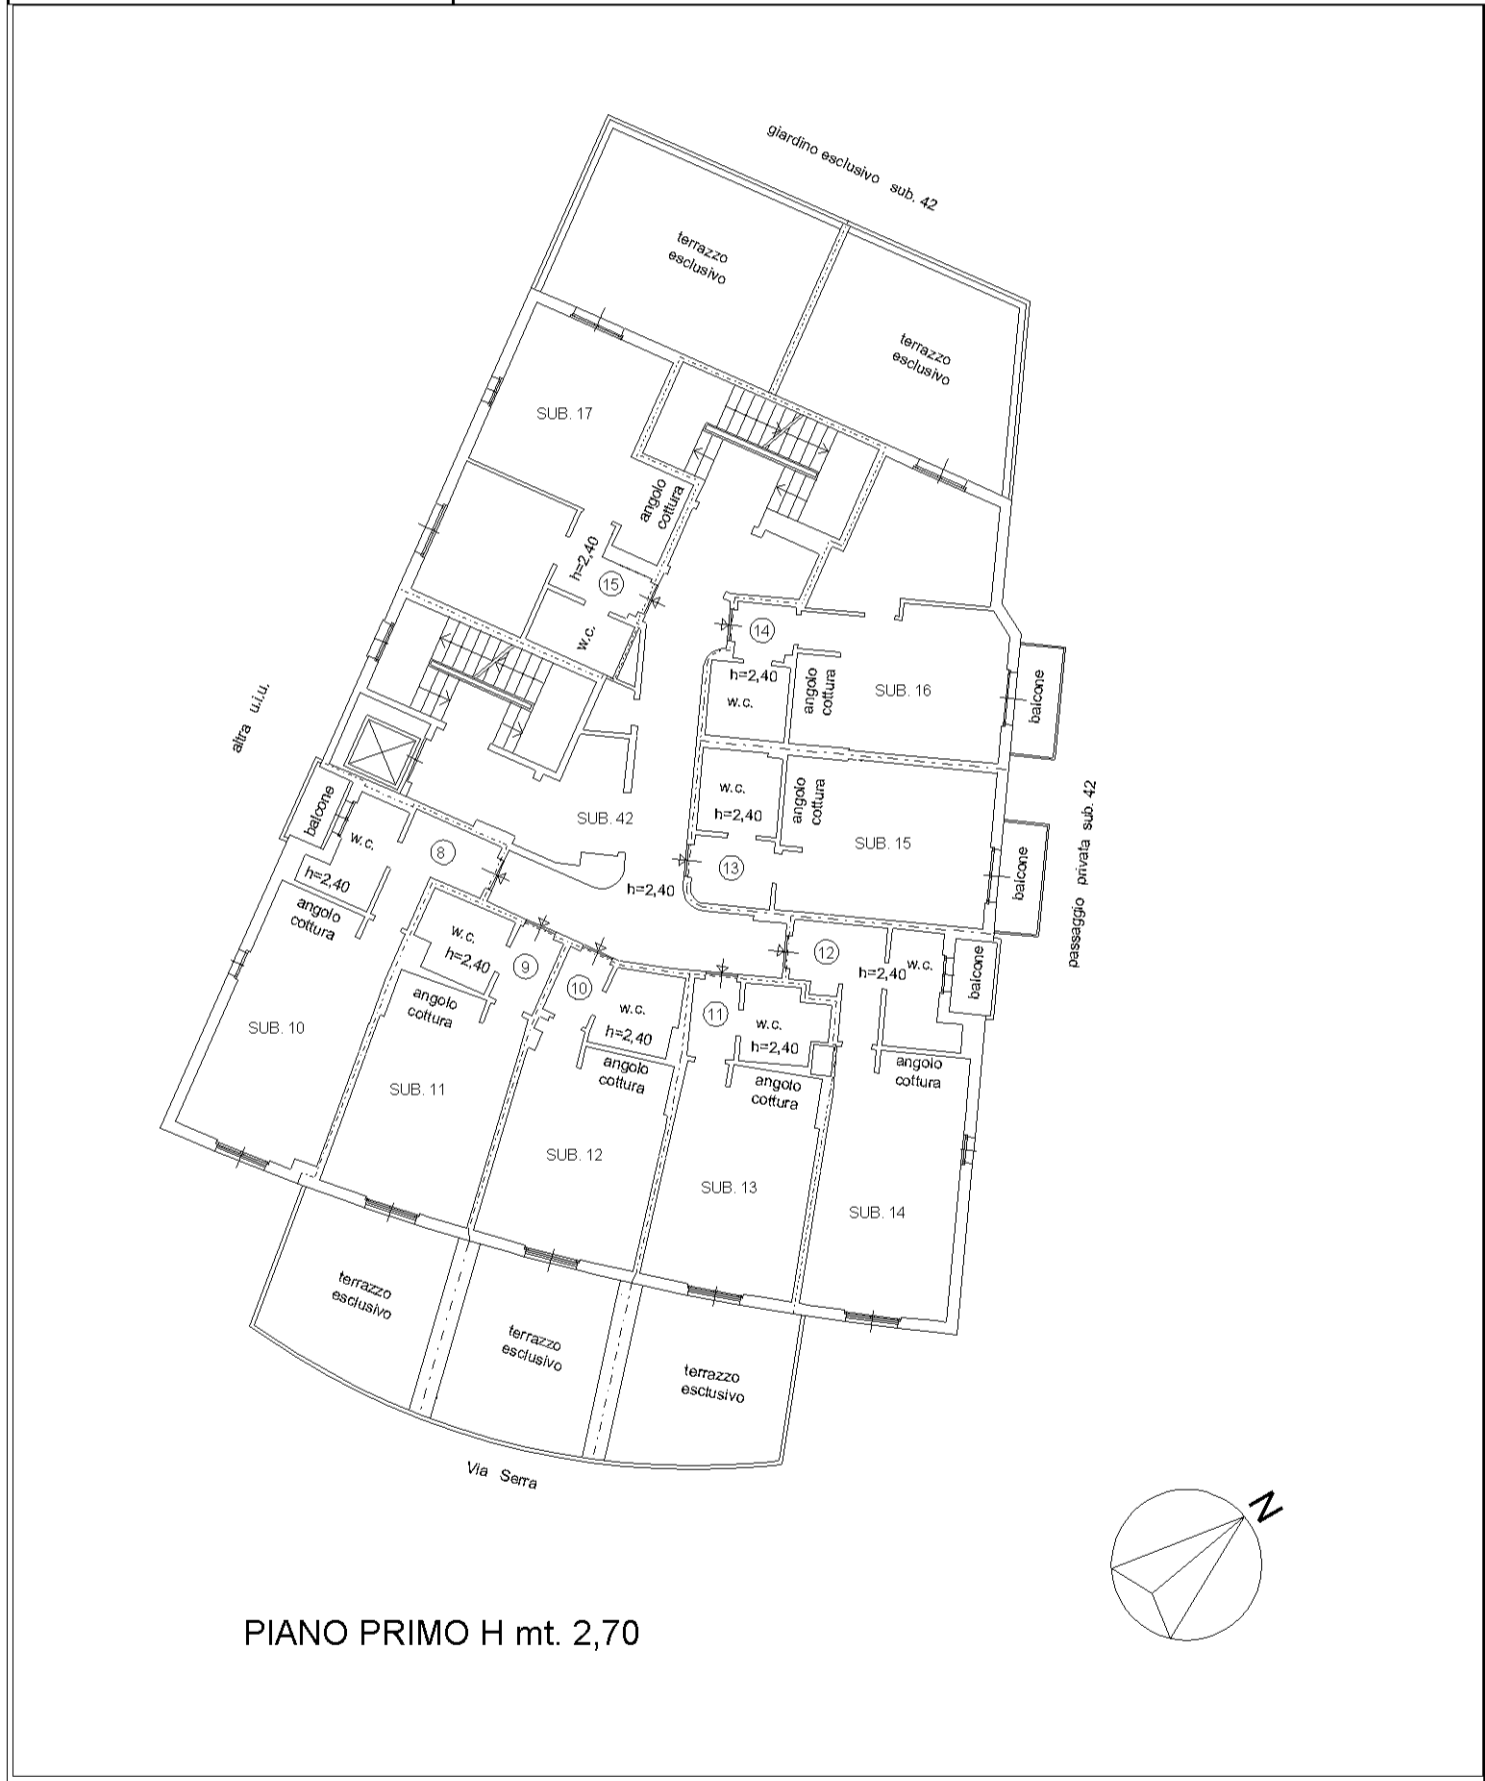 giardino esclusivo sub. 42
terrazzo
esclusivo
terrazzo
esclusivo
SUB. 17
angolo
cottura
h=2,40
15
w.c.
14
h=2,40
w.c.
angolo
cottura
SUB. 16
balcone
altra u.i.u.
balcone
w.c.
h=2,40
8
SUB. 42
h=2,40
w.c.
h=2,40
angolo
cottura
13
SUB. 15
balcone
passaggio privata sub. 42
angolo
cottura
w.c.
h=2,40
9
10
w.c.
h=2,40
11
w.c.
h=2,40
12
h=2,40
w.c.
balcone
SUB. 10
angolo
cottura
SUB. 11
angolo
cottura
SUB. 12
angolo
cottura
SUB. 13
angolo
cottura
SUB. 14
terrazzo
esclusivo
terrazzo
esclusivo
terrazzo
esclusivo
Via Serra
N
PIANO PRIMO H mt. 2,70